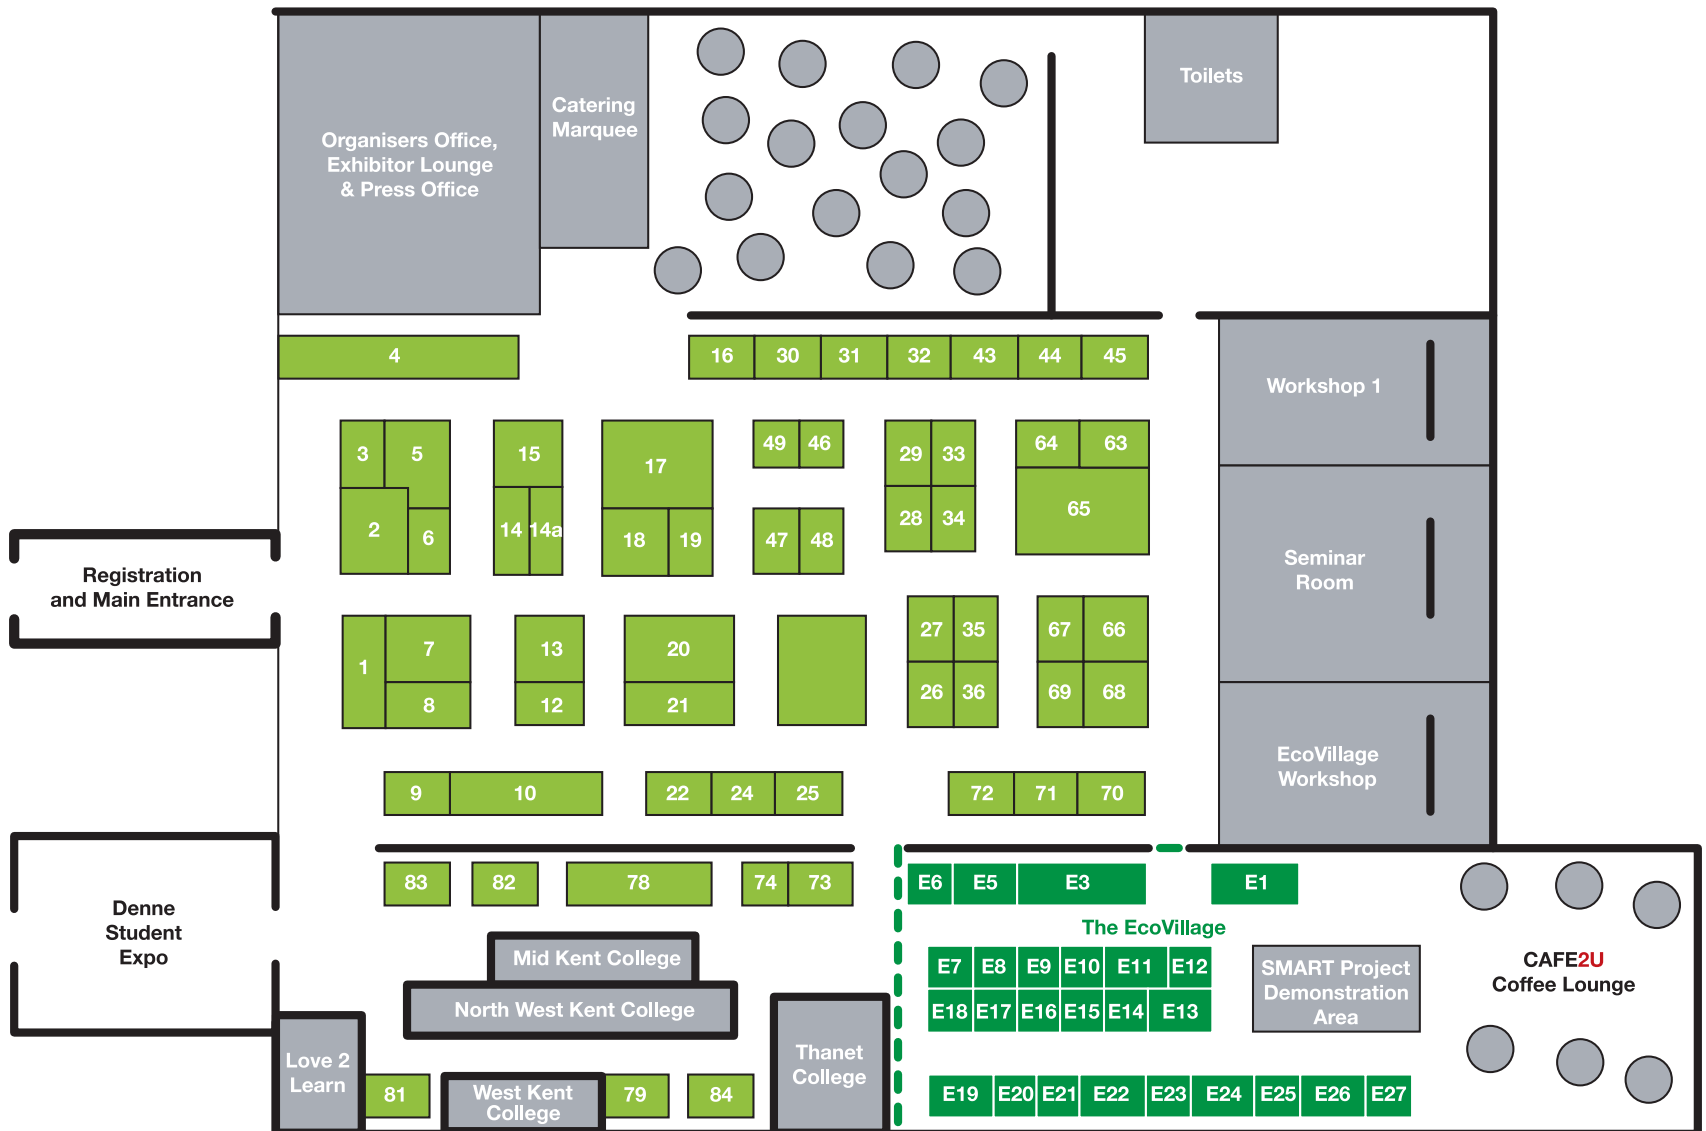 Toilets
Catering
Marquee
Organisers Office,
Exhibitor Lounge
& Press Office
4
16 30 31 32 43 44 45
Workshop 1
3 5 15 17 49 46 29 33 64 63
2 6 14 14a 18 19 47 48 28 34 65
Seminar
Room
Registration
and Main Entrance
1 7 13 20 27 35 67 66
8 12 21 26 36 69 68
EcoVillage
Workshop
9 10 22 24 25 72 71 70
83 82 78 74 73 E6 E5 E3 E1
Denne
Student
Expo
The EcoVillage
Mid Kent College
E7 E8 E9 E10 E11 E12
SMART Project
Demonstration
Area
CAFE2U
Coffee Lounge
North West Kent College
E18 E17 E16 E15 E14 E13
Love 2
Learn
Thanet
College
81
West Kent
College
79 84
E19 E20 E21 E22 E23 E24 E25 E26 E27